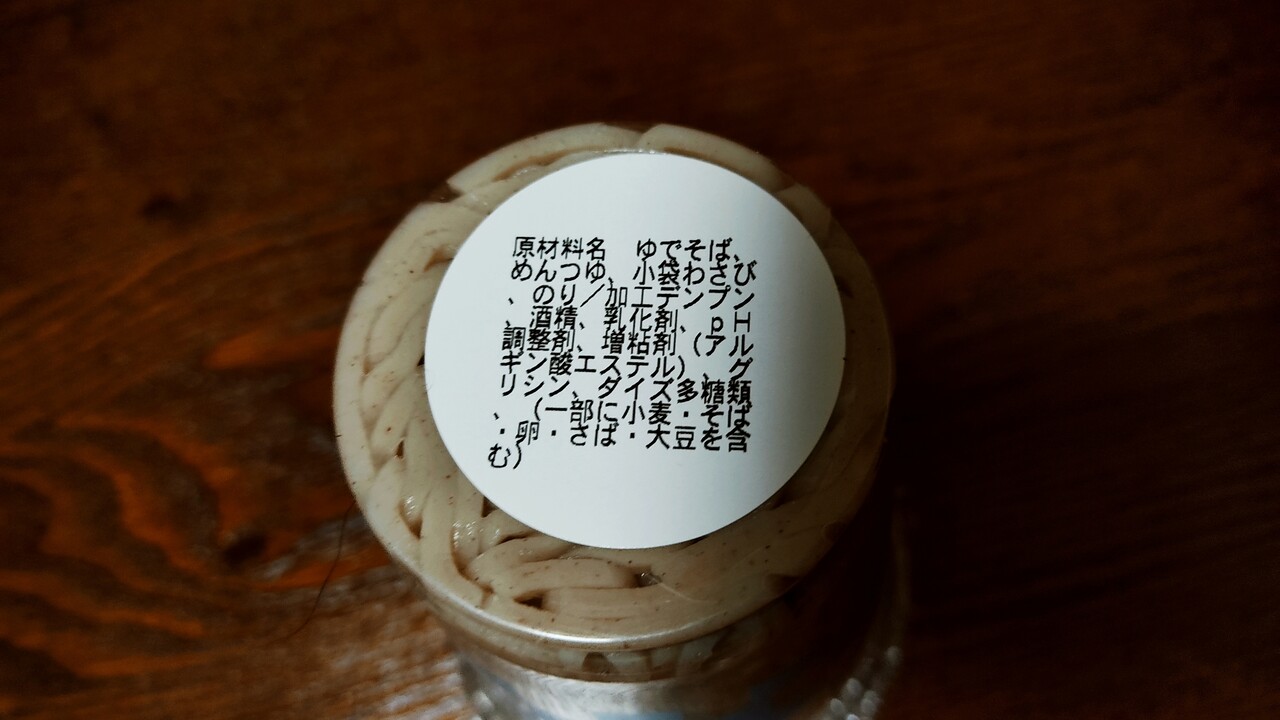 原材料名　ゆでそば、
めんつゆ、小袋わさび
、のり／加工デンプン
、酒精、乳化剤、ｐＨ
調整剤、増粘剤（アル
ギン酸エステル）、グ
リシン、ダイズ多糖類
、（一部に小麦・そば
・卵・さば・大豆を含
む）